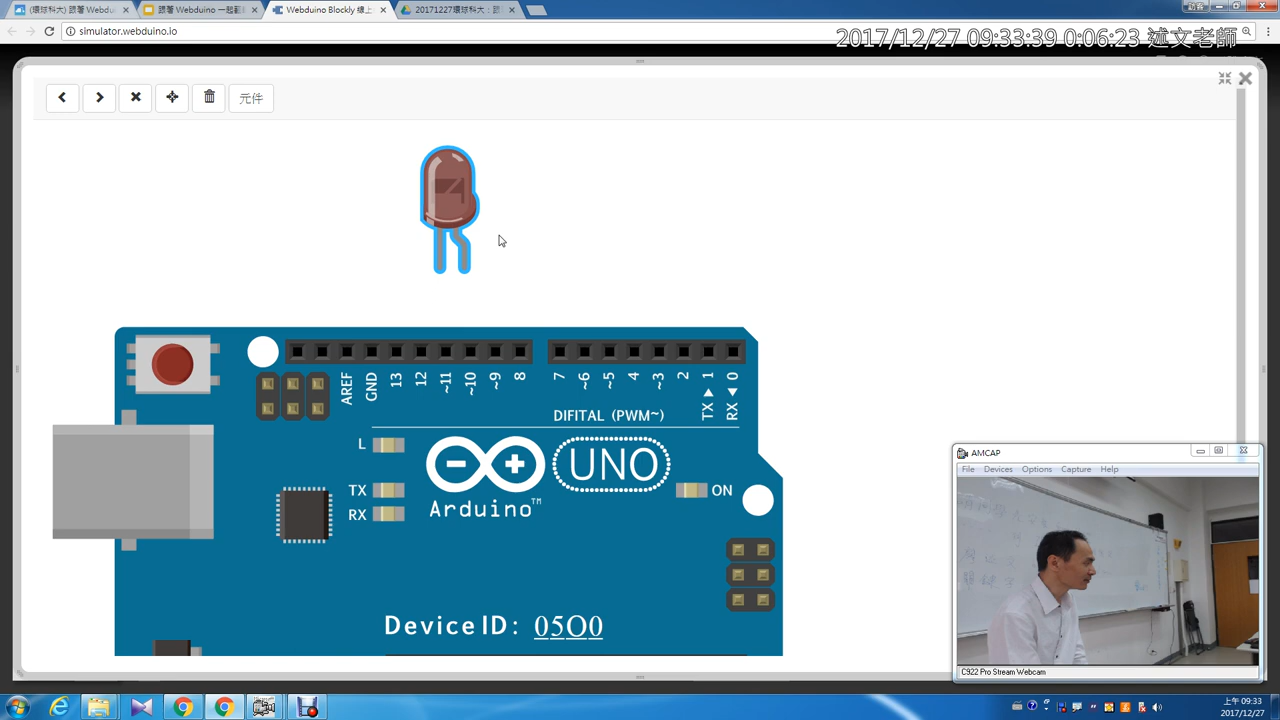 (環球科大) 跟著 Webdu
跟著 Webduino 一起
Webduino Blockly 線上
20171227環球科大：跟
訪客
simulator.webduino.io
2017/12/27 09:33:39 0:06:23 述文老師
元件
AREF
GND
13
12
~11
~10
~9
8
7
~6
~5
4
~3
2
TX ▶ 1
RX ◀ 0
DIFITAL (PWM~)
L
TX
RX
UNO
Arduino™
ON
Device ID: 05O0
AMCAP
File Devices Options Capture Help
C922 Pro Stream Webcam
上午 09:33
2017/12/27